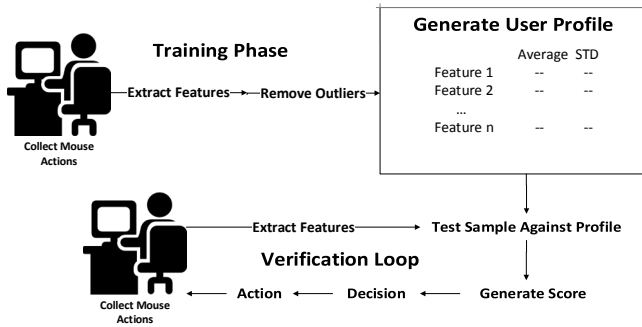 Generate User Profile
Training Phase
Average STD
Feature 1 -- --
Extract Features Remove Outliers
Feature 2 -- --
...
Feature n -- --
Collect Mouse
Actions
Extract Features
Test Sample Against Profile
Verification Loop
Action Decision Generate Score
Collect Mouse
Actions